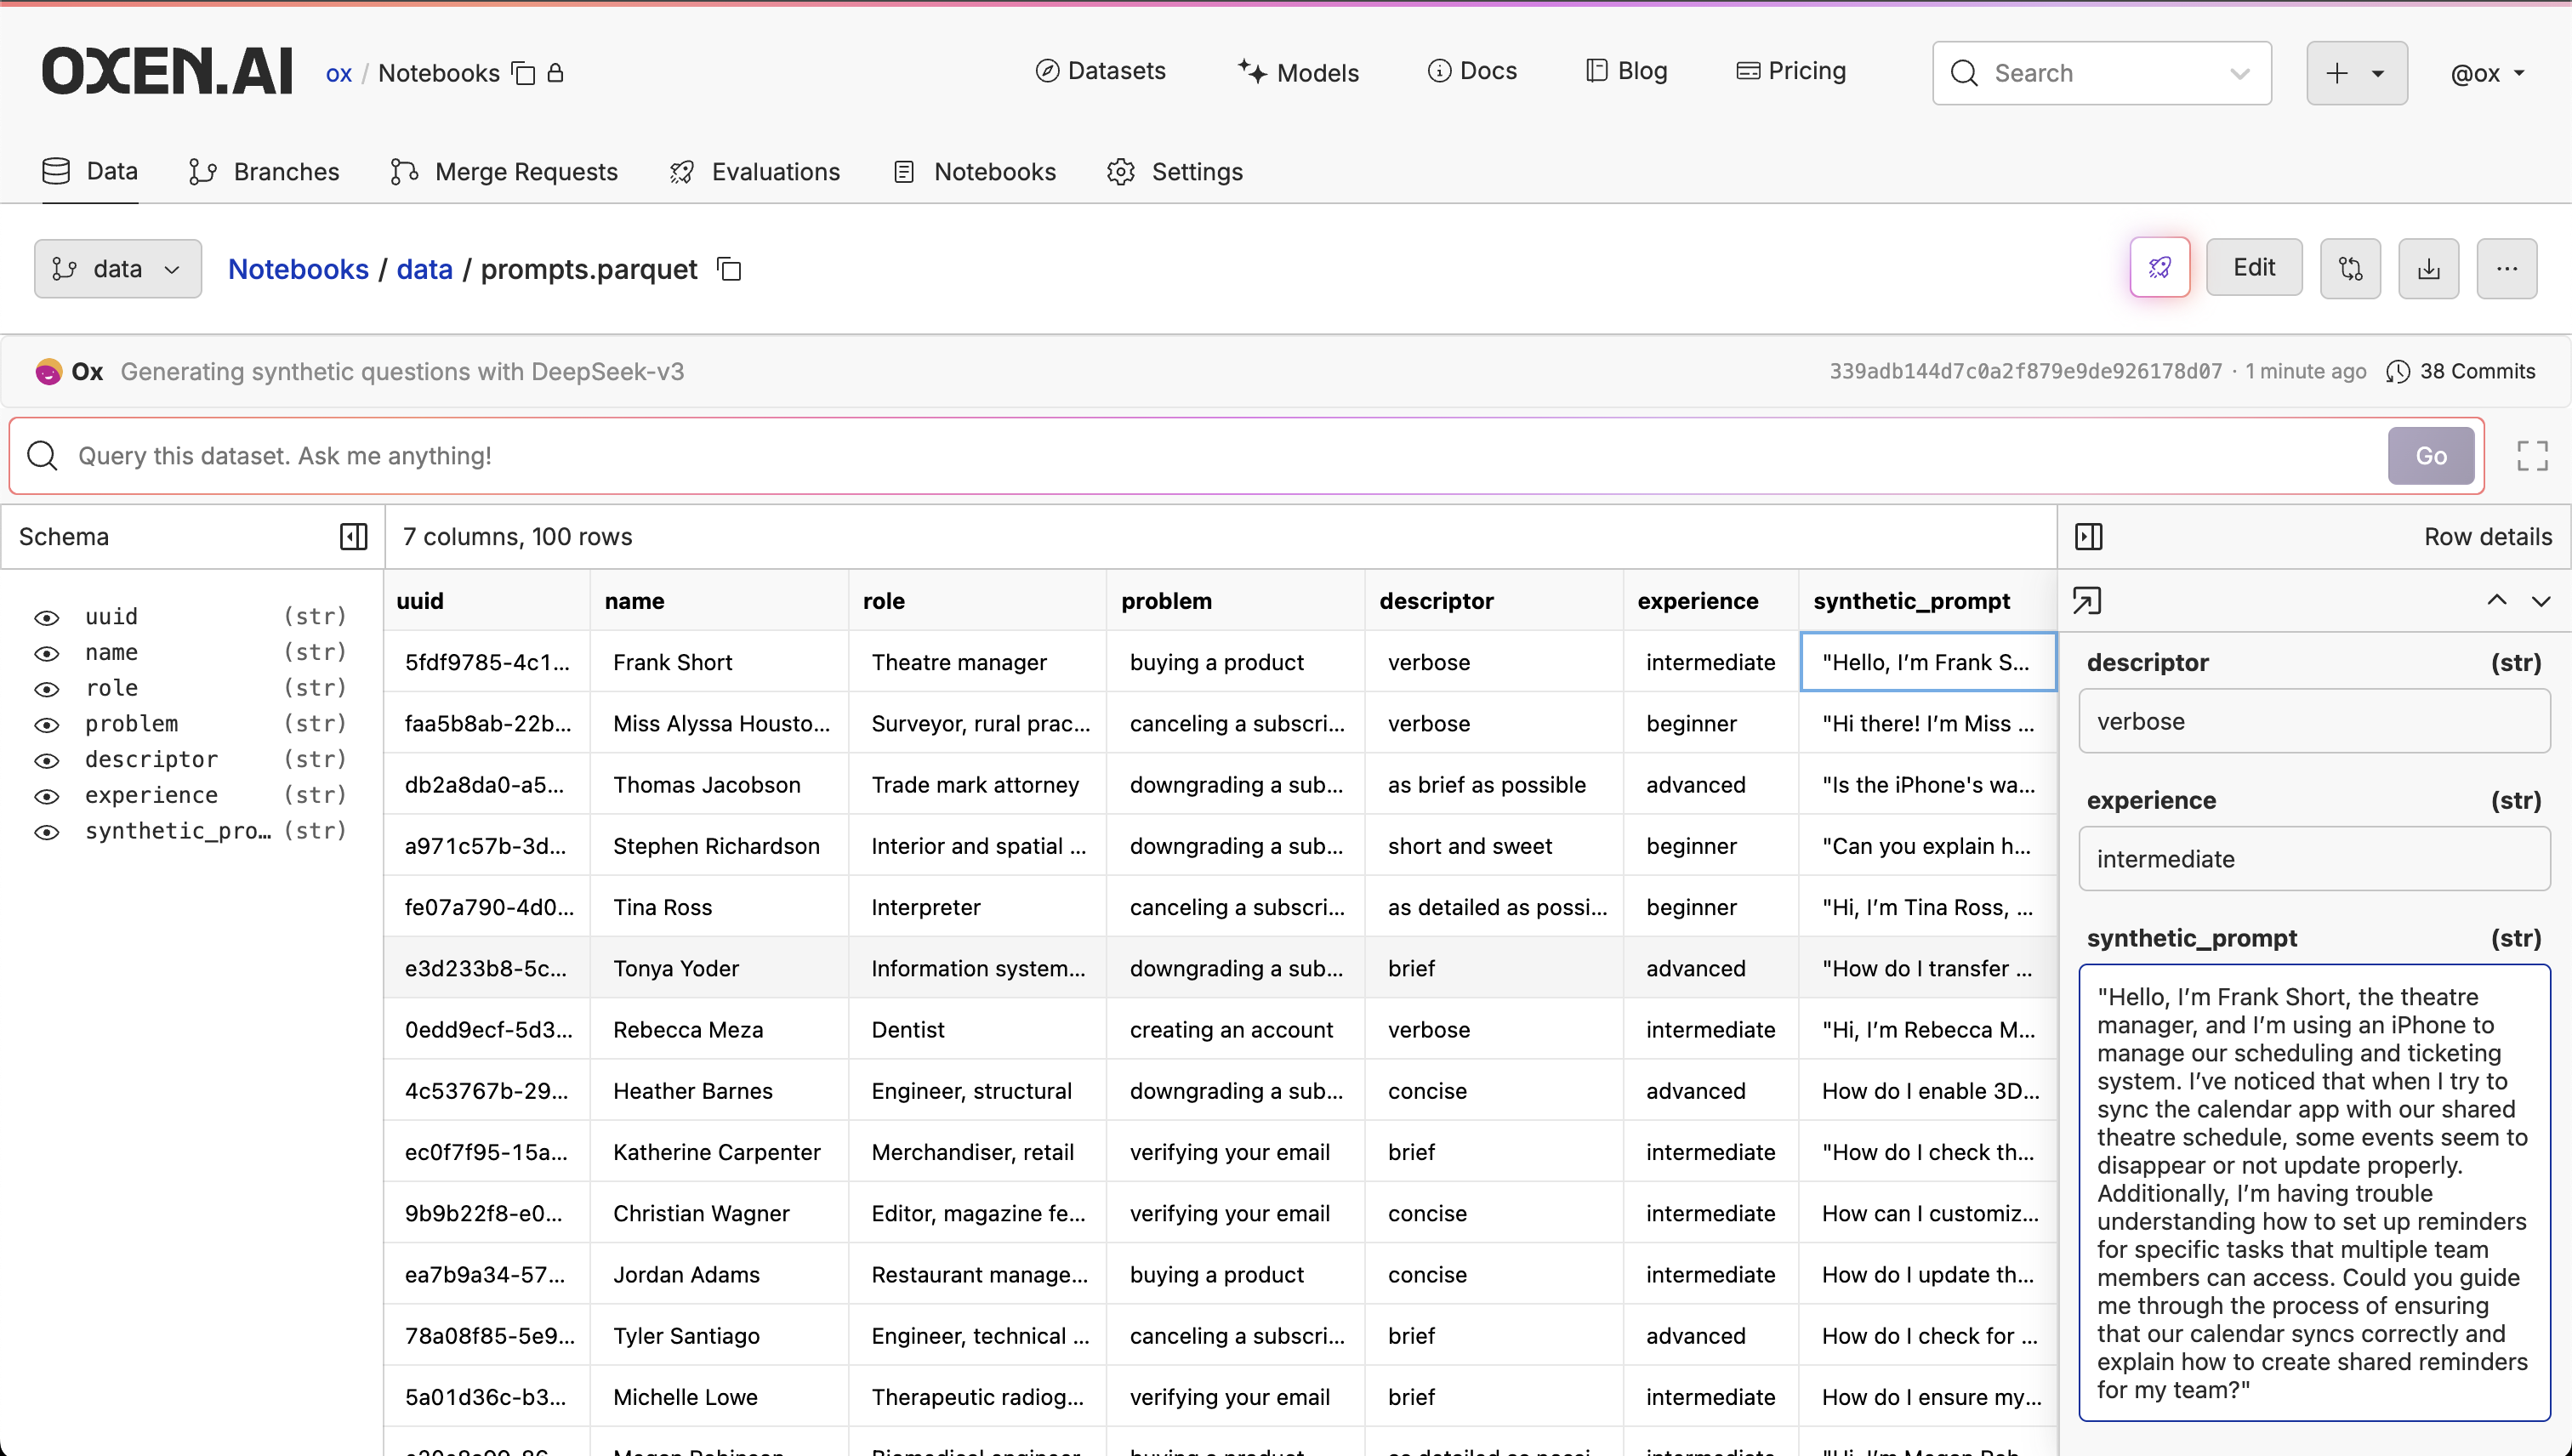 OXEN.AI ox / Notebooks Datasets Models Docs Blog Pricing Search @ox
Data Branches Merge Requests Evaluations Notebooks Settings
data Notebooks / data / prompts.parquet Edit
Ox Generating synthetic questions with DeepSeek-v3 339adb144d7c0a2f879e9de926178d07 · 1 minute ago 38 Commits
Query this dataset. Ask me anything! Go
Schema
uuid (str)
name (str)
role (str)
problem (str)
descriptor (str)
experience (str)
synthetic_pro... (str)
7 columns, 100 rows
uuid name role problem descriptor experience synthetic_prompt
5fdf9785-4c1... Frank Short Theatre manager buying a product verbose intermediate "Hello, I’m Frank S...
faa5b8ab-22b... Miss Alyssa Housto... Surveyor, rural prac... canceling a subscri... verbose beginner "Hi there! I’m Miss ...
db2a8da0-a5... Thomas Jacobson Trade mark attorney downgrading a sub... as brief as possible advanced "Is the iPhone's wa...
a971c57b-3d... Stephen Richardson Interior and spatial ... downgrading a sub... short and sweet beginner "Can you explain h...
fe07a790-4d0... Tina Ross Interpreter canceling a subscri... as detailed as possi... beginner "Hi, I’m Tina Ross, ...
e3d233b8-5c... Tonya Yoder Information system... downgrading a sub... brief advanced "How do I transfer ...
0edd9ecf-5d3... Rebecca Meza Dentist creating an account verbose intermediate "Hi, I’m Rebecca M...
4c53767b-29... Heather Barnes Engineer, structural downgrading a sub... concise advanced How do I enable 3D...
ec0f7f95-15a... Katherine Carpenter Merchandiser, retail verifying your email brief intermediate "How do I check th...
9b9b22f8-e0... Christian Wagner Editor, magazine fe... verifying your email concise intermediate How can I customiz...
ea7b9a34-57... Jordan Adams Restaurant manage... buying a product concise intermediate How do I update th...
78a08f85-5e9... Tyler Santiago Engineer, technical ... canceling a subscri... brief advanced How do I check for ...
5a01d36c-b3... Michelle Lowe Therapeutic radiog... verifying your email brief intermediate How do I ensure my...
Row details
descriptor (str)
verbose
experience (str)
intermediate
synthetic_prompt (str)
"Hello, I’m Frank Short, the theatre
manager, and I’m using an iPhone to
manage our scheduling and ticketing
system. I’ve noticed that when I try to
sync the calendar app with our shared
theatre schedule, some events seem to
disappear or not update properly.
Additionally, I’m having trouble
understanding how to set up reminders
for specific tasks that multiple team
members can access. Could you guide
me through the process of ensuring
that our calendar syncs correctly and
explain how to create shared reminders
for my team?"